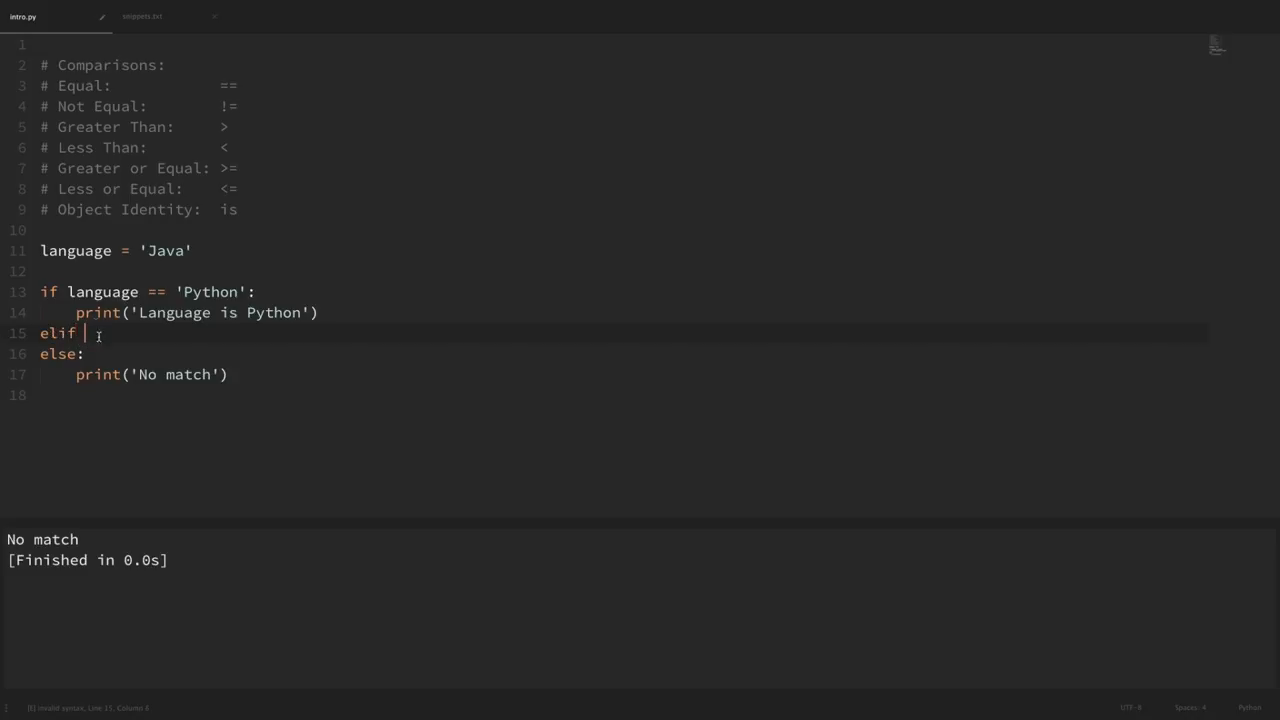 intro.py
snippets.txt
1
2 # Comparisons:
3 # Equal: ==
4 # Not Equal: !=
5 # Greater Than: >
6 # Less Than: <
7 # Greater or Equal: >=
8 # Less or Equal: <=
9 # Object Identity: is
10
11 language = 'Java'
12
13 if language == 'Python':
14 print('Language is Python')
15 elif
16 else:
17 print('No match')
18
No match
[Finished in 0.0s]
[E] invalid syntax, Line 15, Column 6
UTF-8
Spaces: 4
Python